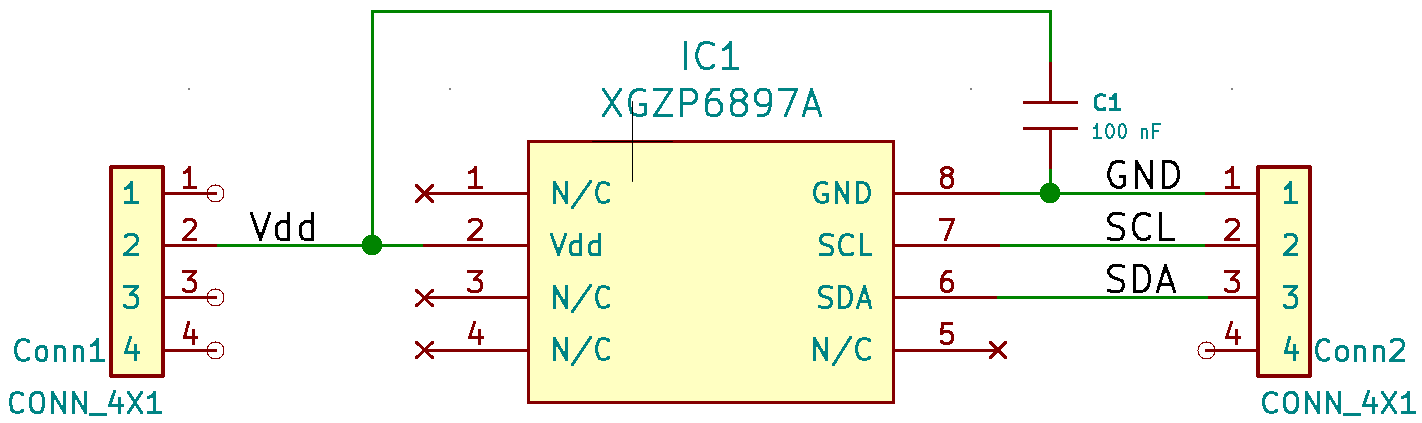 IC1
XGZP6897A
C1
100 nF
1 1 1 N/C GND 8 GND 1 1
2 2 Vdd 2 Vdd SCL 7 SCL 2 2
3 3 3 N/C SDA 6 SDA 3 3
Conn1 4 4 4 N/C N/C 5 4 4 Conn2
CONN_4X1 CONN_4X1